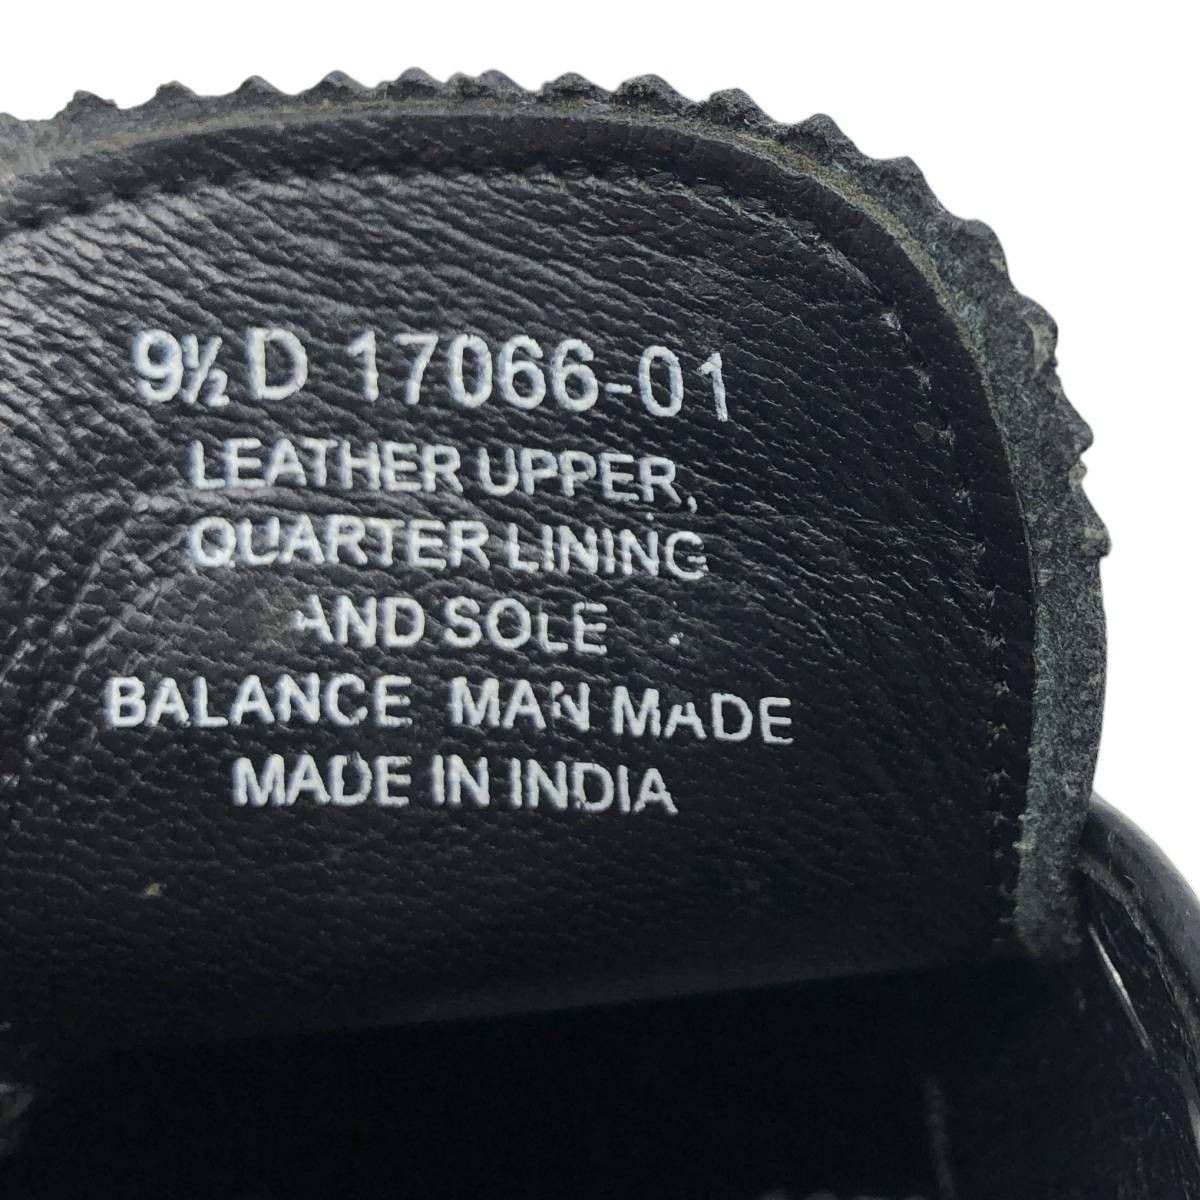 9½ D 17066-01
LEATHER UPPER,
QUARTER LINING
AND SOLE
BALANCE MAN MADE
MADE IN INDIA